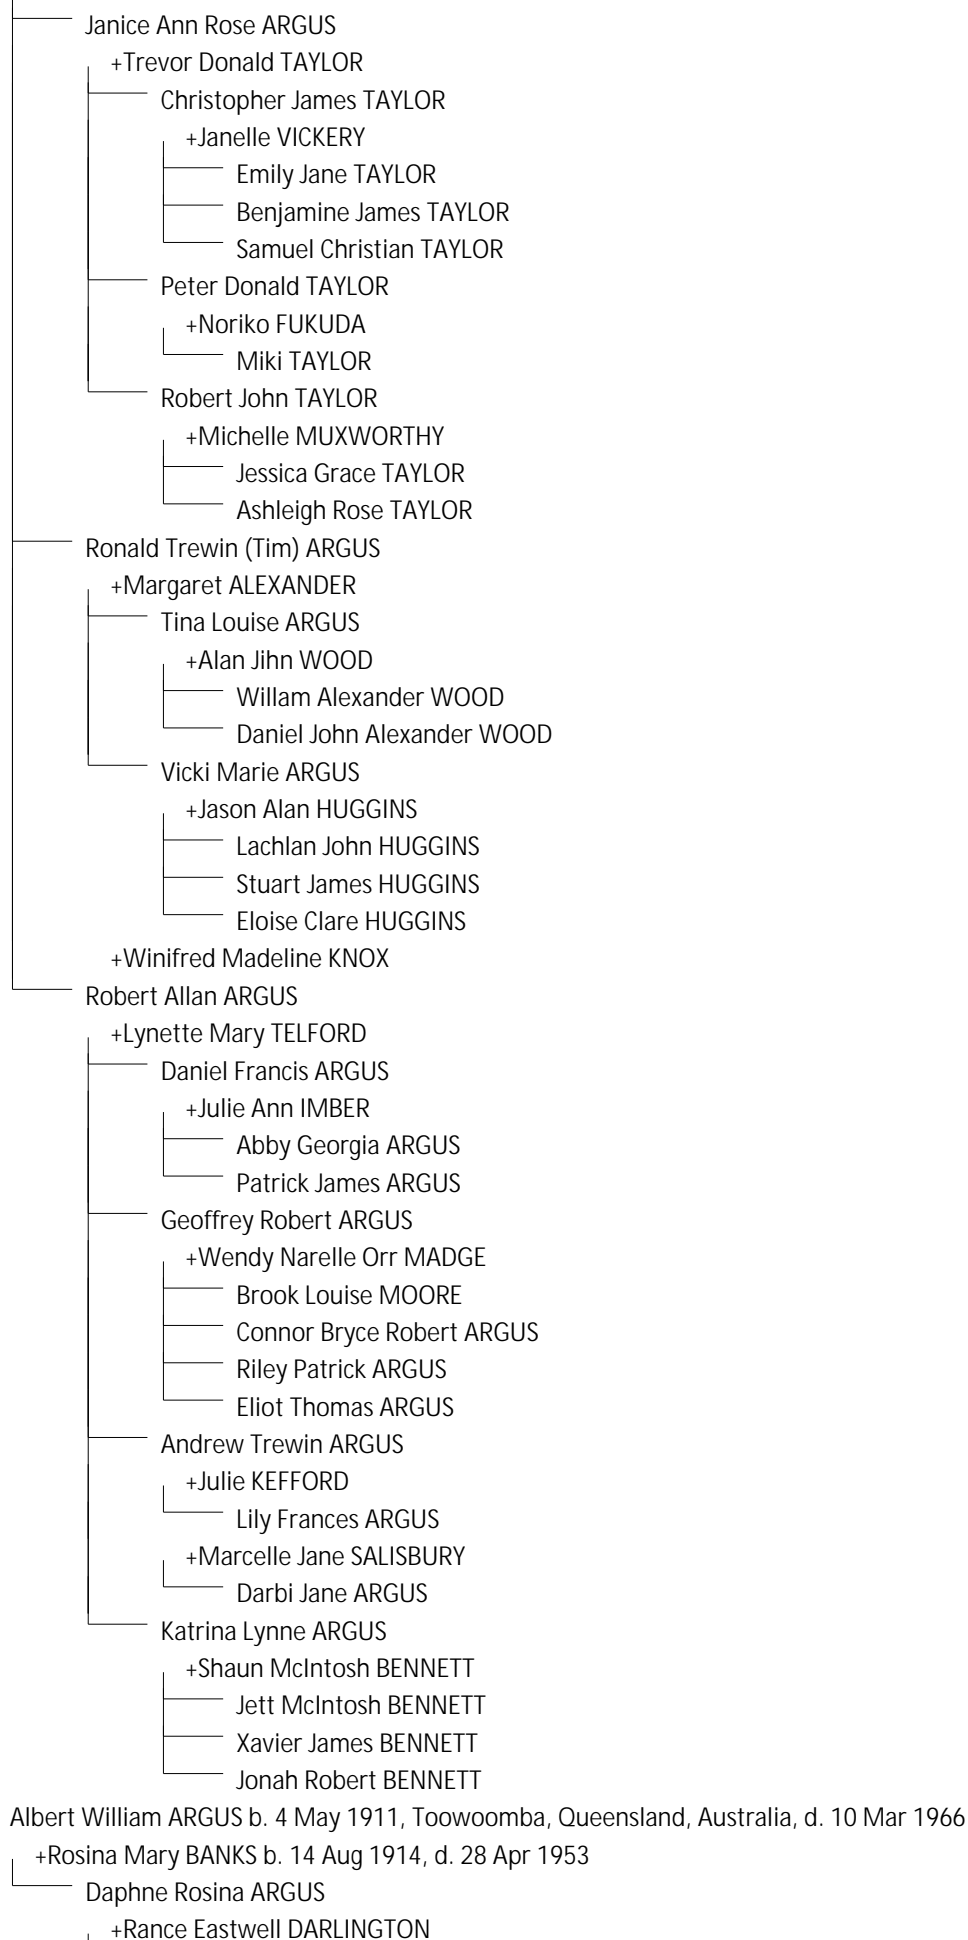 Janice Ann Rose ARGUS
+Trevor Donald TAYLOR
Christopher James TAYLOR
+Janelle VICKERY
Emily Jane TAYLOR
Benjamine James TAYLOR
Samuel Christian TAYLOR
Peter Donald TAYLOR
+Noriko FUKUDA
Miki TAYLOR
Robert John TAYLOR
+Michelle MUXWORTHY
Jessica Grace TAYLOR
Ashleigh Rose TAYLOR
Ronald Trewin (Tim) ARGUS
+Margaret ALEXANDER
Tina Louise ARGUS
+Alan Jihn WOOD
Willam Alexander WOOD
Daniel John Alexander WOOD
Vicki Marie ARGUS
+Jason Alan HUGGINS
Lachlan John HUGGINS
Stuart James HUGGINS
Eloise Clare HUGGINS
+Winifred Madeline KNOX
Robert Allan ARGUS
+Lynette Mary TELFORD
Daniel Francis ARGUS
+Julie Ann IMBER
Abby Georgia ARGUS
Patrick James ARGUS
Geoffrey Robert ARGUS
+Wendy Narelle Orr MADGE
Brook Louise MOORE
Connor Bryce Robert ARGUS
Riley Patrick ARGUS
Eliot Thomas ARGUS
Andrew Trewin ARGUS
+Julie KEFFORD
Lily Frances ARGUS
+Marcelle Jane SALISBURY
Darbi Jane ARGUS
Katrina Lynne ARGUS
+Shaun McIntosh BENNETT
Jett McIntosh BENNETT
Xavier James BENNETT
Jonah Robert BENNETT
Albert William ARGUS b. 4 May 1911, Toowoomba, Queensland, Australia, d. 10 Mar 1966
+Rosina Mary BANKS b. 14 Aug 1914, d. 28 Apr 1953
Daphne Rosina ARGUS
+Rance Eastwell DARLINGTON